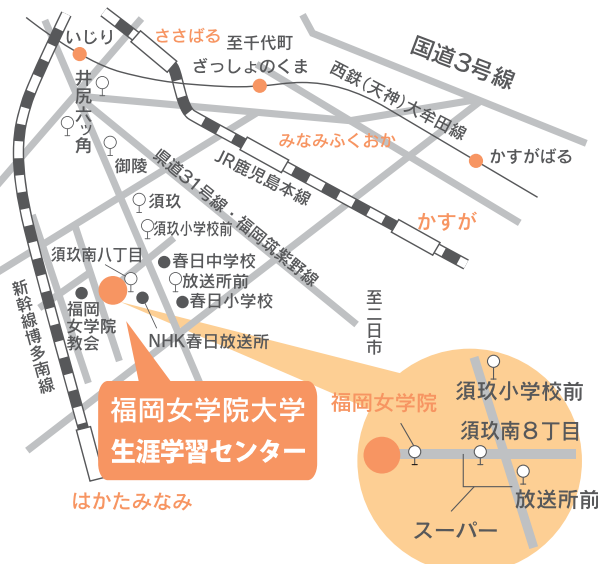 いじり
ささばる
至千代町
ざっしょのくま
国道3号線
西鉄(天神)大牟田線
井尻六ツ角
みなみふくおか
かすがばる
御陵
県道31号線・福岡筑紫野線
JR鹿児島本線
須玖
須玖小学校前
かすが
須玖南八丁目
春日中学校
放送所前
春日小学校
新幹線博多南線
福岡
女学院
教会
NHK春日放送所
至二日市
福岡女学院大学
生涯学習センター
はかたみなみ
福岡女学院
須玖小学校前
須玖南8丁目
放送所前
スーパー